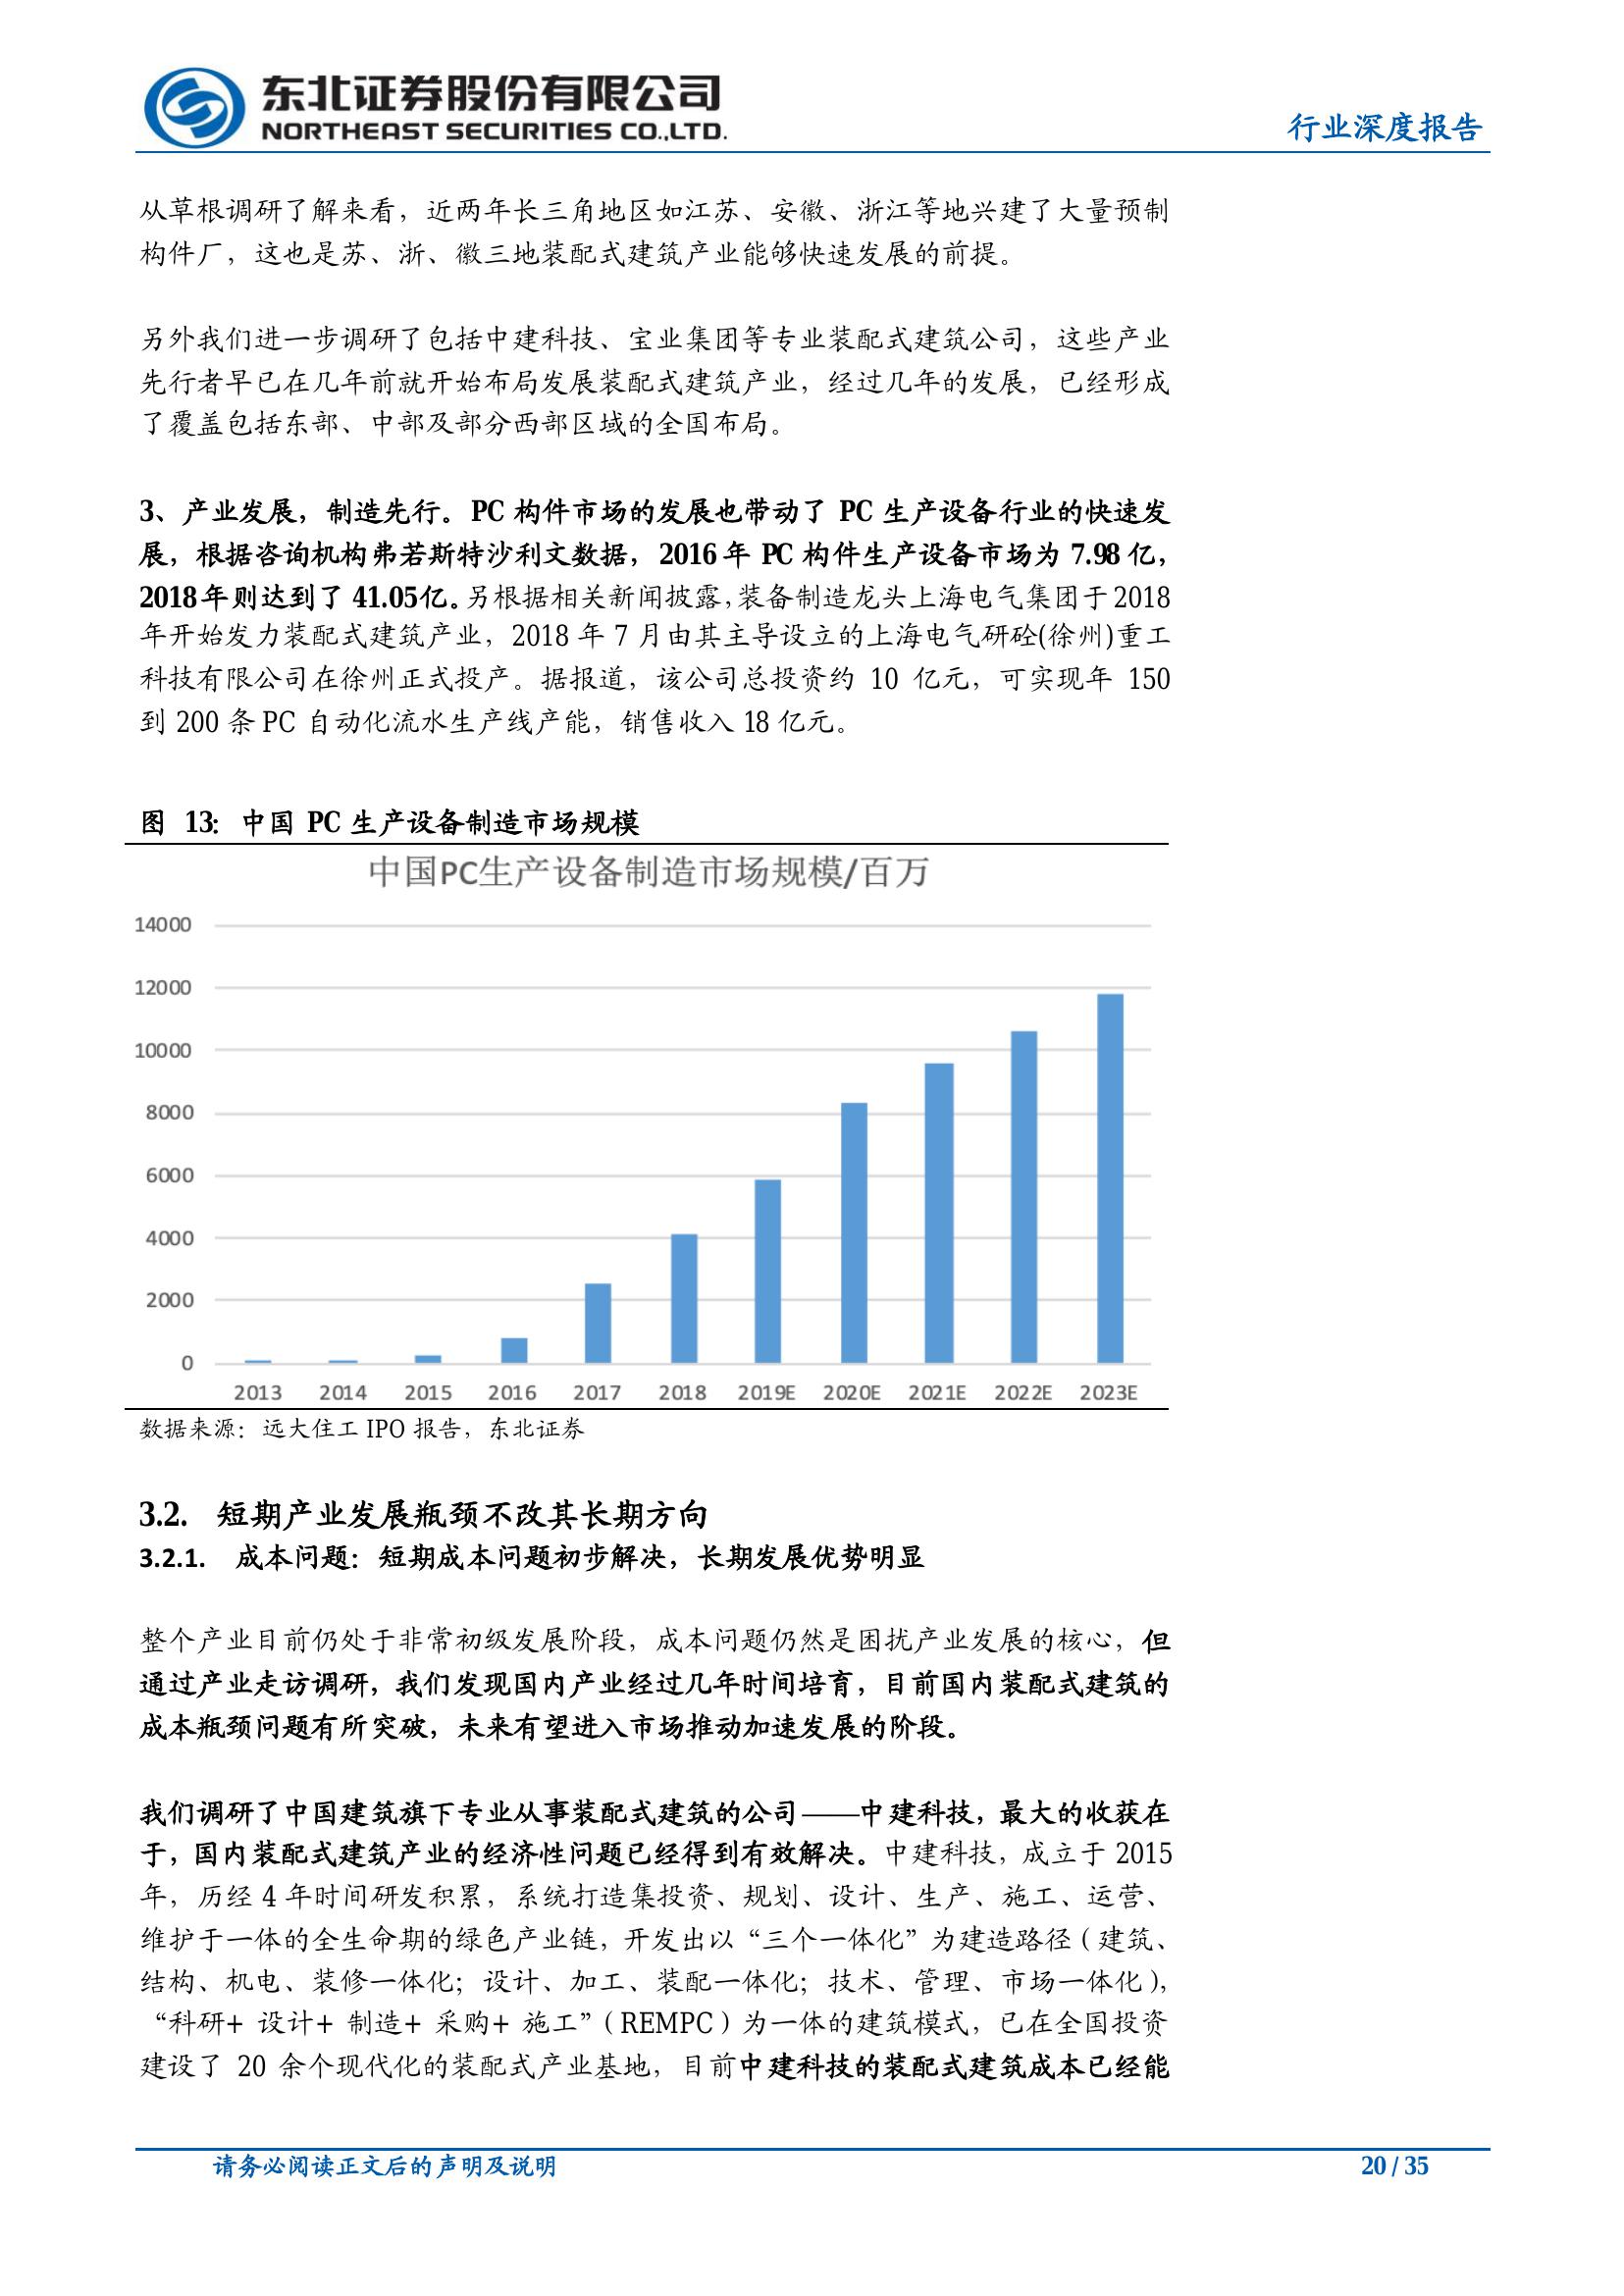 东北证券股份有限公司
NORTHEAST SECURITIES CO.,LTD.
行业深度报告
从草根调研了解来看，近两年长三角地区如江苏、安徽、浙江等地兴建了大量预制
构件厂，这也是苏、浙、徽三地装配式建筑产业能够快速发展的前提。
另外我们进一步调研了包括中建科技、宝业集团等专业装配式建筑公司，这些产业
先行者早已在几年前就开始布局发展装配式建筑产业，经过几年的发展，已经形成
了覆盖包括东部、中部及部分西部区域的全国布局。
3、产业发展，制造先行。PC 构件市场的发展也带动了 PC 生产设备行业的快速发
展，根据咨询机构弗若斯特沙利文数据，2016 年 PC 构件生产设备市场为 7.98 亿，
2018 年则达到了 41.05 亿。另根据相关新闻披露，装备制造龙头上海电气集团于 2018
年开始发力装配式建筑产业，2018 年 7 月由其主导设立的上海电气研砼(徐州)重工
科技有限公司在徐州正式投产。据报道，该公司总投资约 10 亿元，可实现年 150
到 200 条 PC 自动化流水生产线产能，销售收入 18 亿元。
图 13：中国 PC 生产设备制造市场规模
中国PC生产设备制造市场规模/百万
14000
12000
10000
8000
6000
4000
2000
0
2013 2014 2015 2016 2017 2018 2019E 2020E 2021E 2022E 2023E
数据来源：远大住工 IPO 报告，东北证券
3.2. 短期产业发展瓶颈不改其长期方向
3.2.1. 成本问题：短期成本问题初步解决，长期发展优势明显
整个产业目前仍处于非常初级发展阶段，成本问题仍然是困扰产业发展的核心，但
通过产业走访调研，我们发现国内产业经过几年时间培育，目前国内装配式建筑的
成本瓶颈问题有所突破，未来有望进入市场推动加速发展的阶段。
我们调研了中国建筑旗下专业从事装配式建筑的公司——中建科技，最大的收获在
于，国内装配式建筑产业的经济性问题已经得到有效解决。中建科技，成立于 2015
年，历经 4 年时间研发积累，系统打造集投资、规划、设计、生产、施工、运营、
维护于一体的全生命期的绿色产业链，开发出以“三个一体化”为建造路径（建筑、
结构、机电、装修一体化；设计、加工、装配一体化；技术、管理、市场一体化），
“科研+ 设计+ 制造+ 采购+ 施工”（REMPC）为一体的建筑模式，已在全国投资
建设了 20 余个现代化的装配式产业基地，目前中建科技的装配式建筑成本已经能
请务必阅读正文后的声明及说明
20 / 35